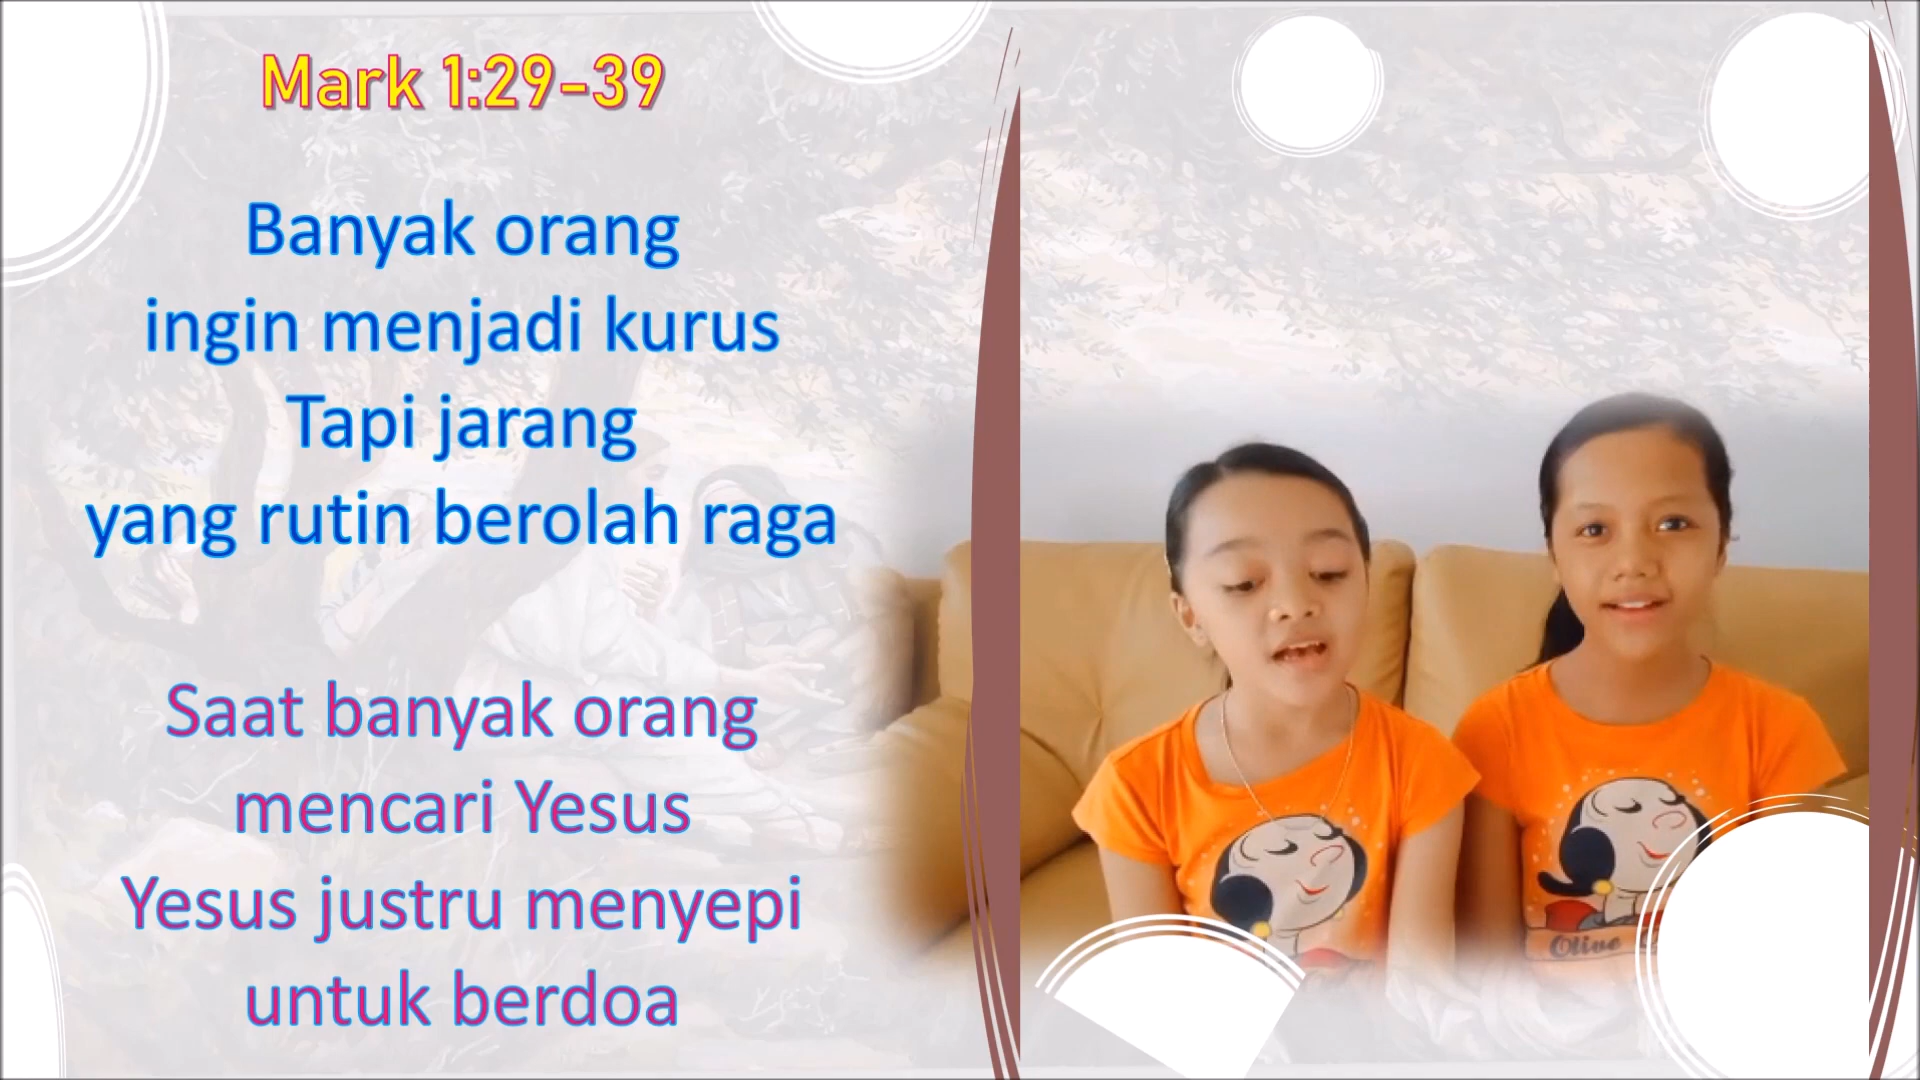 Mark 1:29-39
Banyak orang
ingin menjadi kurus
Tapi jarang
yang rutin berolah raga
Saat banyak orang
mencari Yesus
Yesus justru menyepi
untuk berdoa
Olive